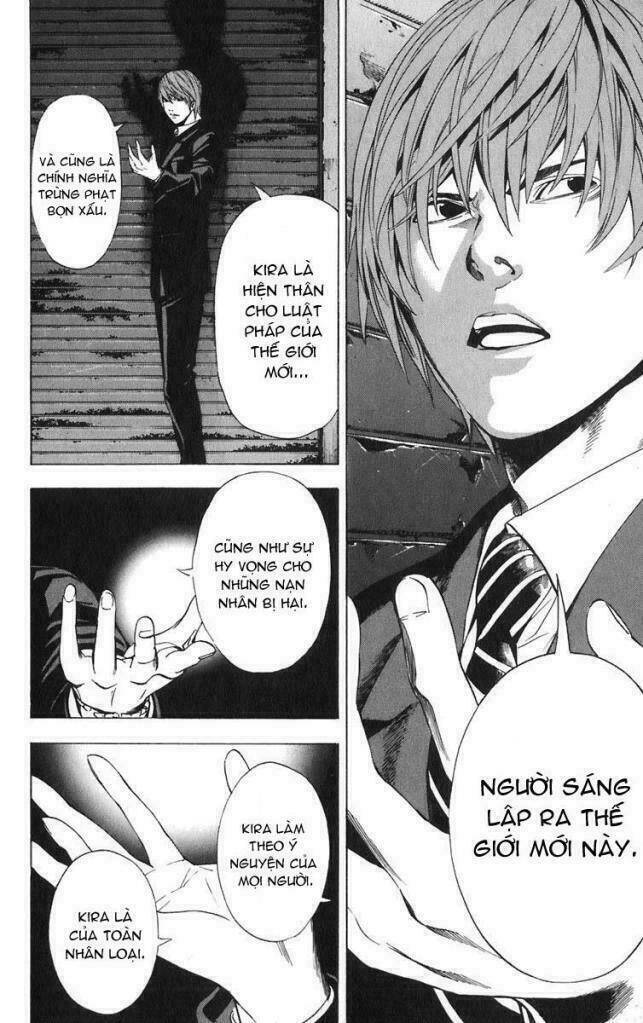 NGƯỜI SÁNG
LẬP RA THẾ
GIỚI MỚI NÀY.
KIRA LÀ
HIỆN THÂN
CHO LUẬT
PHÁP CỦA
THẾ GIỚI
MỚI...
VÀ CŨNG LÀ
CHÍNH NGHĨA
TRÙNG PHẠT
BỌN XẤU.
CŨNG NHƯ SỰ
HY VỌNG CHO
NHỮNG NẠN
NHÂN BỊ HẠI.
KIRA LÀM
THEO Ý
NGUYỆN CỦA
MỌI NGƯỜI.
KIRA LÀ
CỦA TOÀN
NHÂN LOẠI.